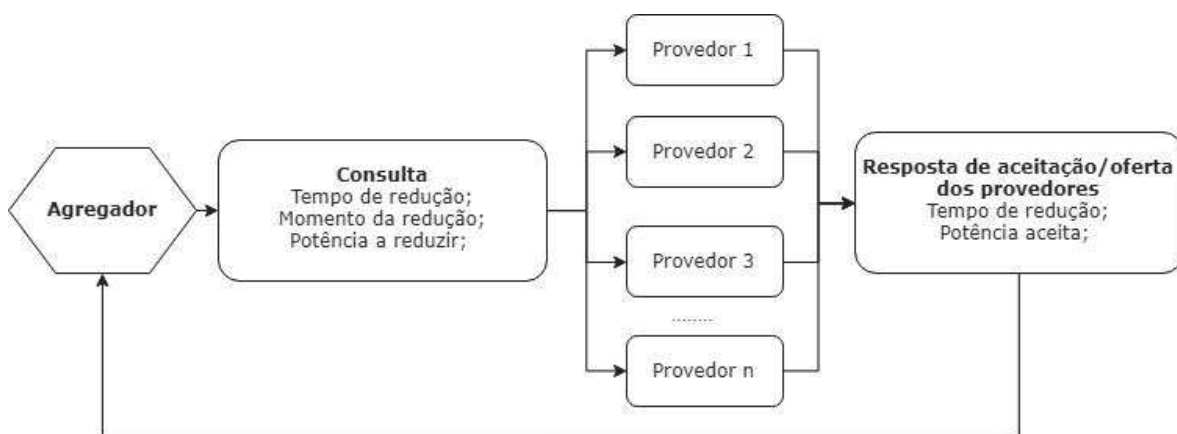 Agregador
Consulta
Tempo de redução;
Momento da redução;
Potência a reduzir;
Provedor 1
Provedor 2
Provedor 3
........
Provedor n
Resposta de aceitação/oferta
dos provedores
Tempo de redução;
Potência aceita;